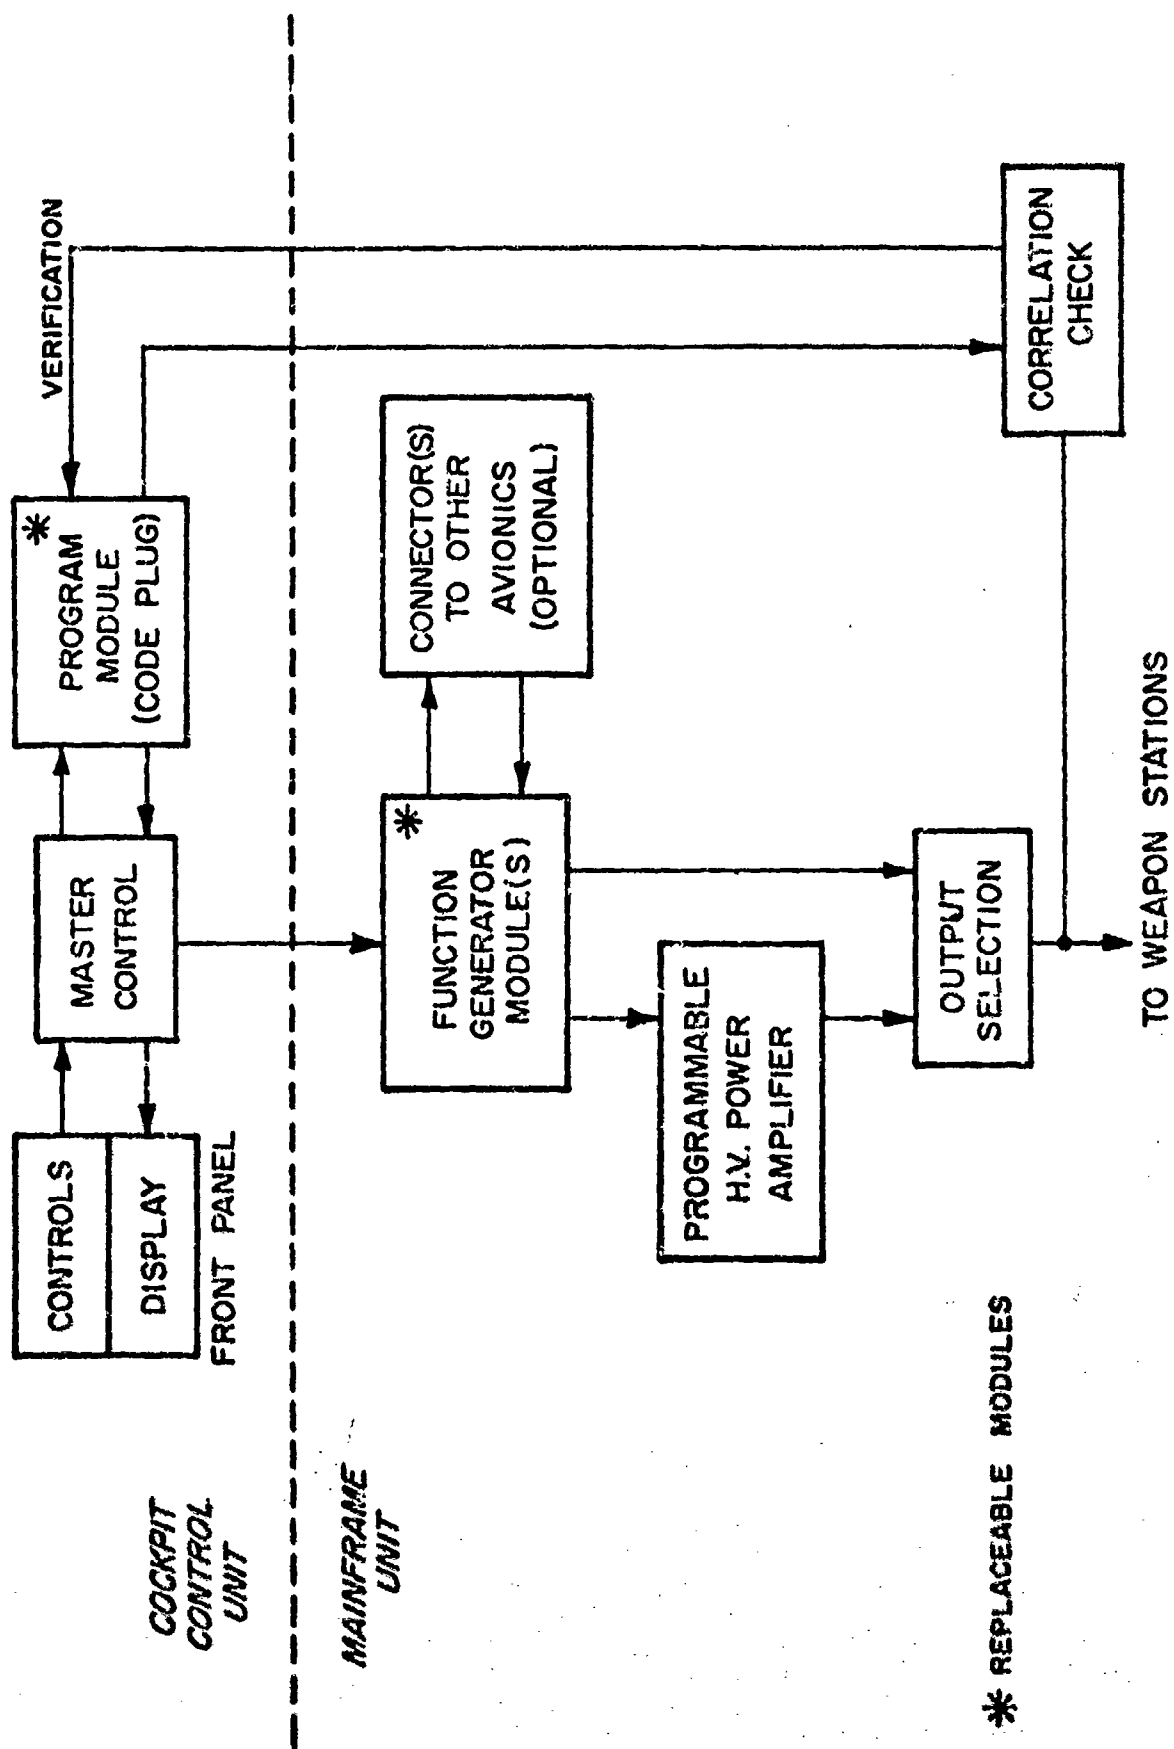 COCKPIT
CONTROL
UNIT
CONTROLS
DISPLAY
FRONT PANEL
MASTER
CONTROL
*
PROGRAM
MODULE
(CODE PLUG)
VERIFICATION
MAINFRAME
UNIT
*
FUNCTION
GENERATOR
MODULE(S)
CONNECTOR(S)
TO OTHER
AVIONICS
(OPTIONAL)
PROGRAMMABLE
H.V. POWER
AMPLIFIER
OUTPUT
SELECTION
CORRELATION
CHECK
* REPLACEABLE MODULES
TO WEAPON STATIONS